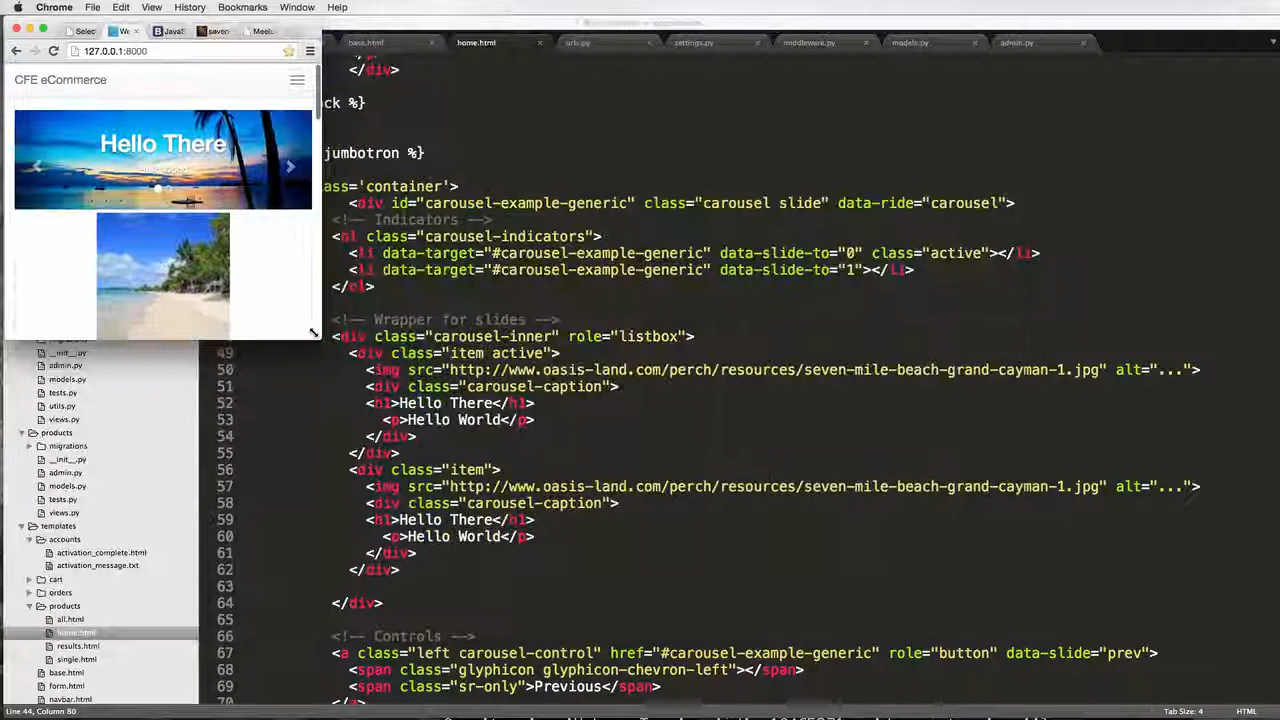 Chrome File Edit View History Bookmarks Window Help
Select We JavaS seven Meetu
127.0.0.1:8000
CFE eCommerce
Hello There
base.html home.html urls.py settings.py middleware.py models.py admin.py
</div>
ck %}
jumbotron %}
ass='container'>
<div id="carousel-example-generic" class="carousel slide" data-ride="carousel">
<!-- Indicators -->
<ol class="carousel-indicators">
<li data-target="#carousel-example-generic" data-slide-to="0" class="active"></li>
<li data-target="#carousel-example-generic" data-slide-to="1"></li>
</ol>
<!-- Wrapper for slides -->
<div class="carousel-inner" role="listbox">
49 <div class="item active">
50 <img src="http://www.oasis-land.com/perch/resources/seven-mile-beach-grand-cayman-1.jpg" alt="...">
51 <div class="carousel-caption">
52 <h1>Hello There</h1>
53 <p>Hello World</p>
54 </div>
55 </div>
56 <div class="item">
57 <img src="http://www.oasis-land.com/perch/resources/seven-mile-beach-grand-cayman-1.jpg" alt="...">
58 <div class="carousel-caption">
59 <h1>Hello There</h1>
60 <p>Hello World</p>
61 </div>
62 </div>
63
64 </div>
65
66 <!-- Controls -->
67 <a class="left carousel-control" href="#carousel-example-generic" role="button" data-slide="prev">
68 <span class="glyphicon glyphicon-chevron-left"></span>
69 <span class="sr-only">Previous</span>
70 </a>
migrations
__init__.py
admin.py
models.py
tests.py
utils.py
views.py
products
migrations
__init__.py
admin.py
models.py
tests.py
views.py
templates
accounts
activation_complete.html
activation_message.txt
cart
orders
products
all.html
home.html
results.html
single.html
base.html
form.html
navbar.html
Line 44, Column 80 Tab Size: 4 HTML